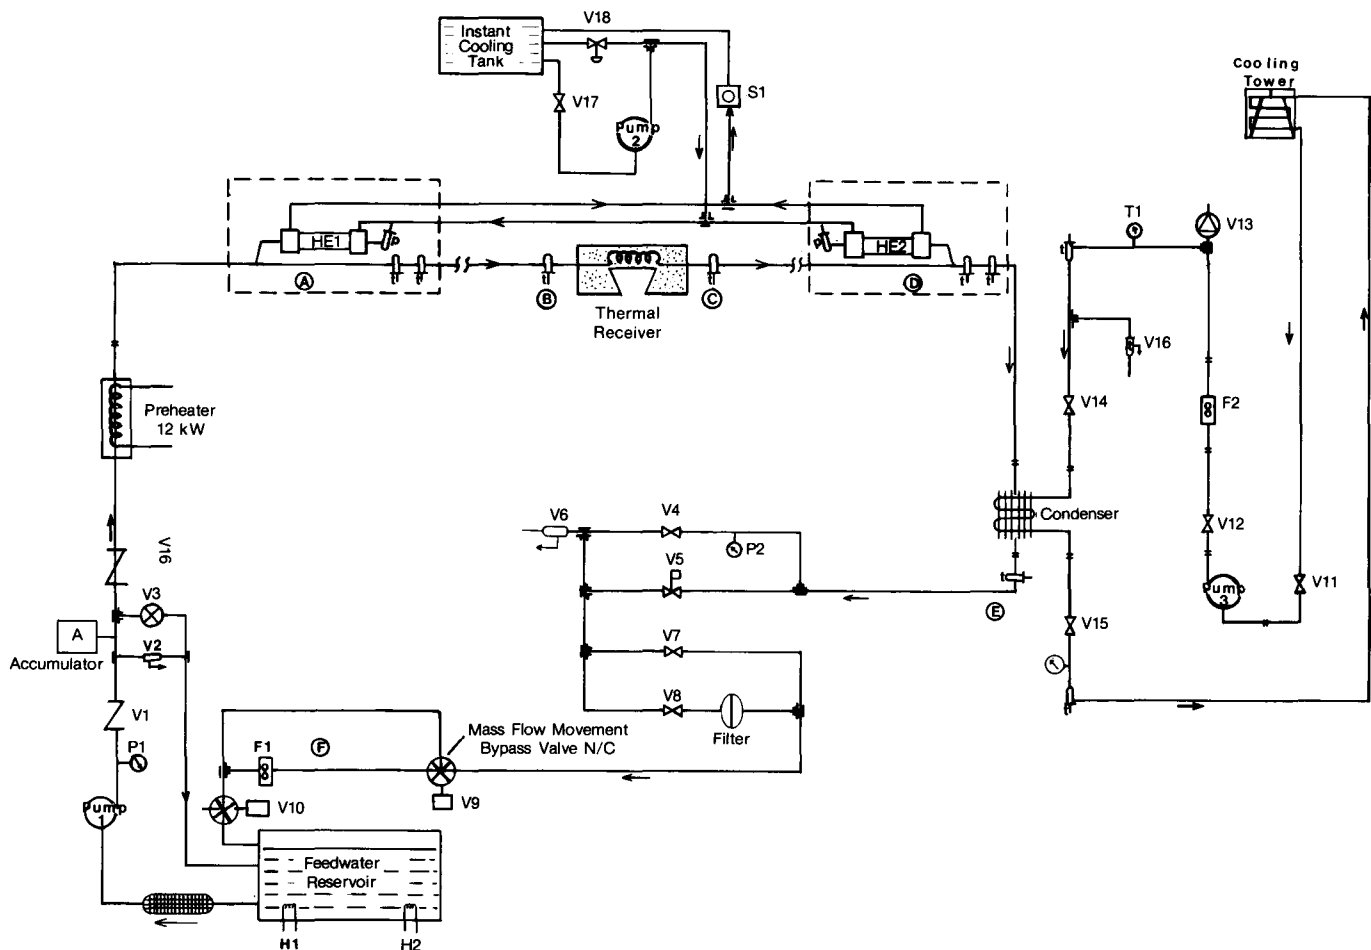 V18
Instant
Cooling
Tank
V17
Pump
2
S1
Cooling
Tower
HE1
P
HE2
P
T1
V13
A
t
t
B
t
C
t
D
t
t
Thermal
Receiver
t
V16
Preheater
12 kW
V14
F2
V6
V4
P2
V5
Condenser
V12
V16
t
E
V11
Pump
3
V3
A
Accumulator
V2
V7
V15
V8
Filter
V1
P1
Mass Flow Movement
Bypass Valve N/C
F1
F
t
Pump
1
V10
V9
Feedwater
Reservoir
H1
H2